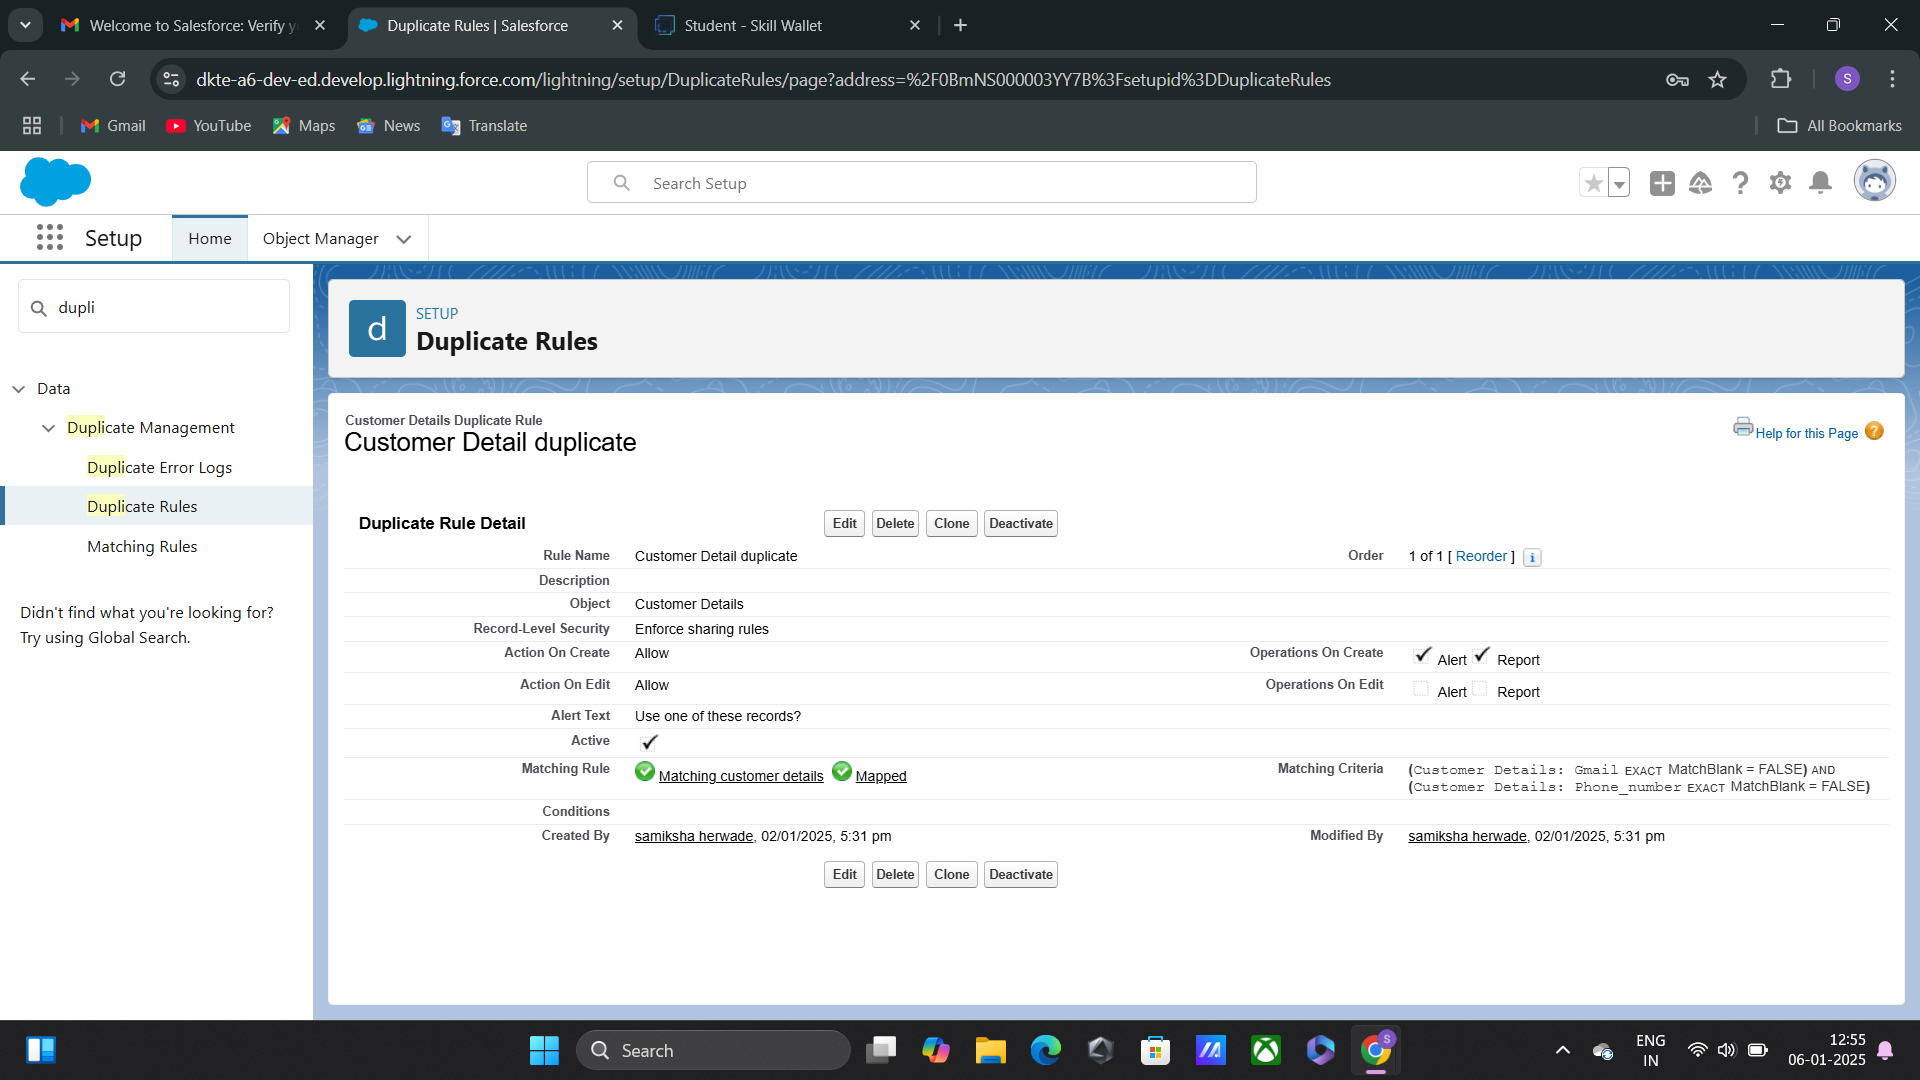 Welcome to Salesforce: Verify y
Duplicate Rules | Salesforce
Student - Skill Wallet
dkte-a6-dev-ed.develop.lightning.force.com/lightning/setup/DuplicateRules/page?address=%2F0BmNS000003YY7B%3Fsetupid%3DDuplicateRules
S
Gmail
YouTube
Maps
News
Translate
All Bookmarks
Search Setup
Setup
Home
Object Manager
dupli
Data
Duplicate Management
Duplicate Error Logs
Duplicate Rules
Matching Rules
Didn't find what you're looking for?
Try using Global Search.
d
SETUP
Duplicate Rules
Customer Details Duplicate Rule
Customer Detail duplicate
Help for this Page
Duplicate Rule Detail
Edit Delete Clone Deactivate
Rule Name Customer Detail duplicate Order 1 of 1 [ Reorder ] i
Description
Object Customer Details
Record-Level Security Enforce sharing rules
Action On Create Allow Operations On Create Alert Report
Action On Edit Allow Operations On Edit Alert Report
Alert Text Use one of these records?
Active
Matching Rule Matching customer details Mapped Matching Criteria (Customer Details: Gmail EXACT MatchBlank = FALSE) AND
(Customer Details: Phone_number EXACT MatchBlank = FALSE)
Conditions
Created By samiksha herwade, 02/01/2025, 5:31 pm Modified By samiksha herwade, 02/01/2025, 5:31 pm
Edit Delete Clone Deactivate
Search
S
ENG
IN
12:55
06-01-2025